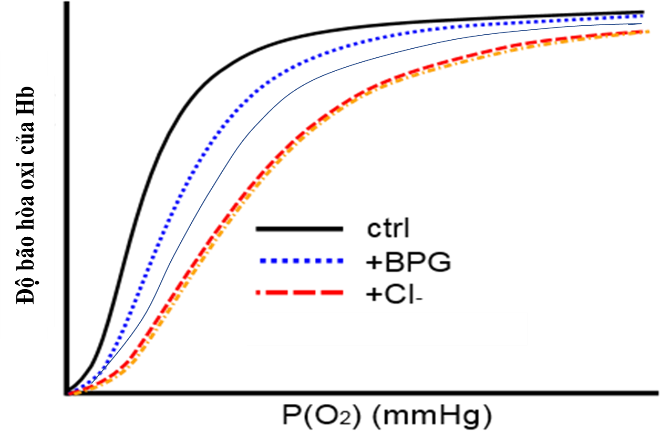 Độ bão hòa oxi của Hb
ctrl
+BPG
+Cl-
P(O2) (mmHg)